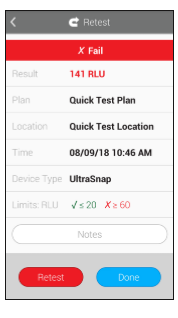 Retest
X Fail
Result 141 RLU
Plan Quick Test Plan
Location Quick Test Location
Time 08/09/18 10:46 AM
Device Type UltraSnap
Limits: RLU √ ≤ 20 X ≥ 60
Notes
Retest Done